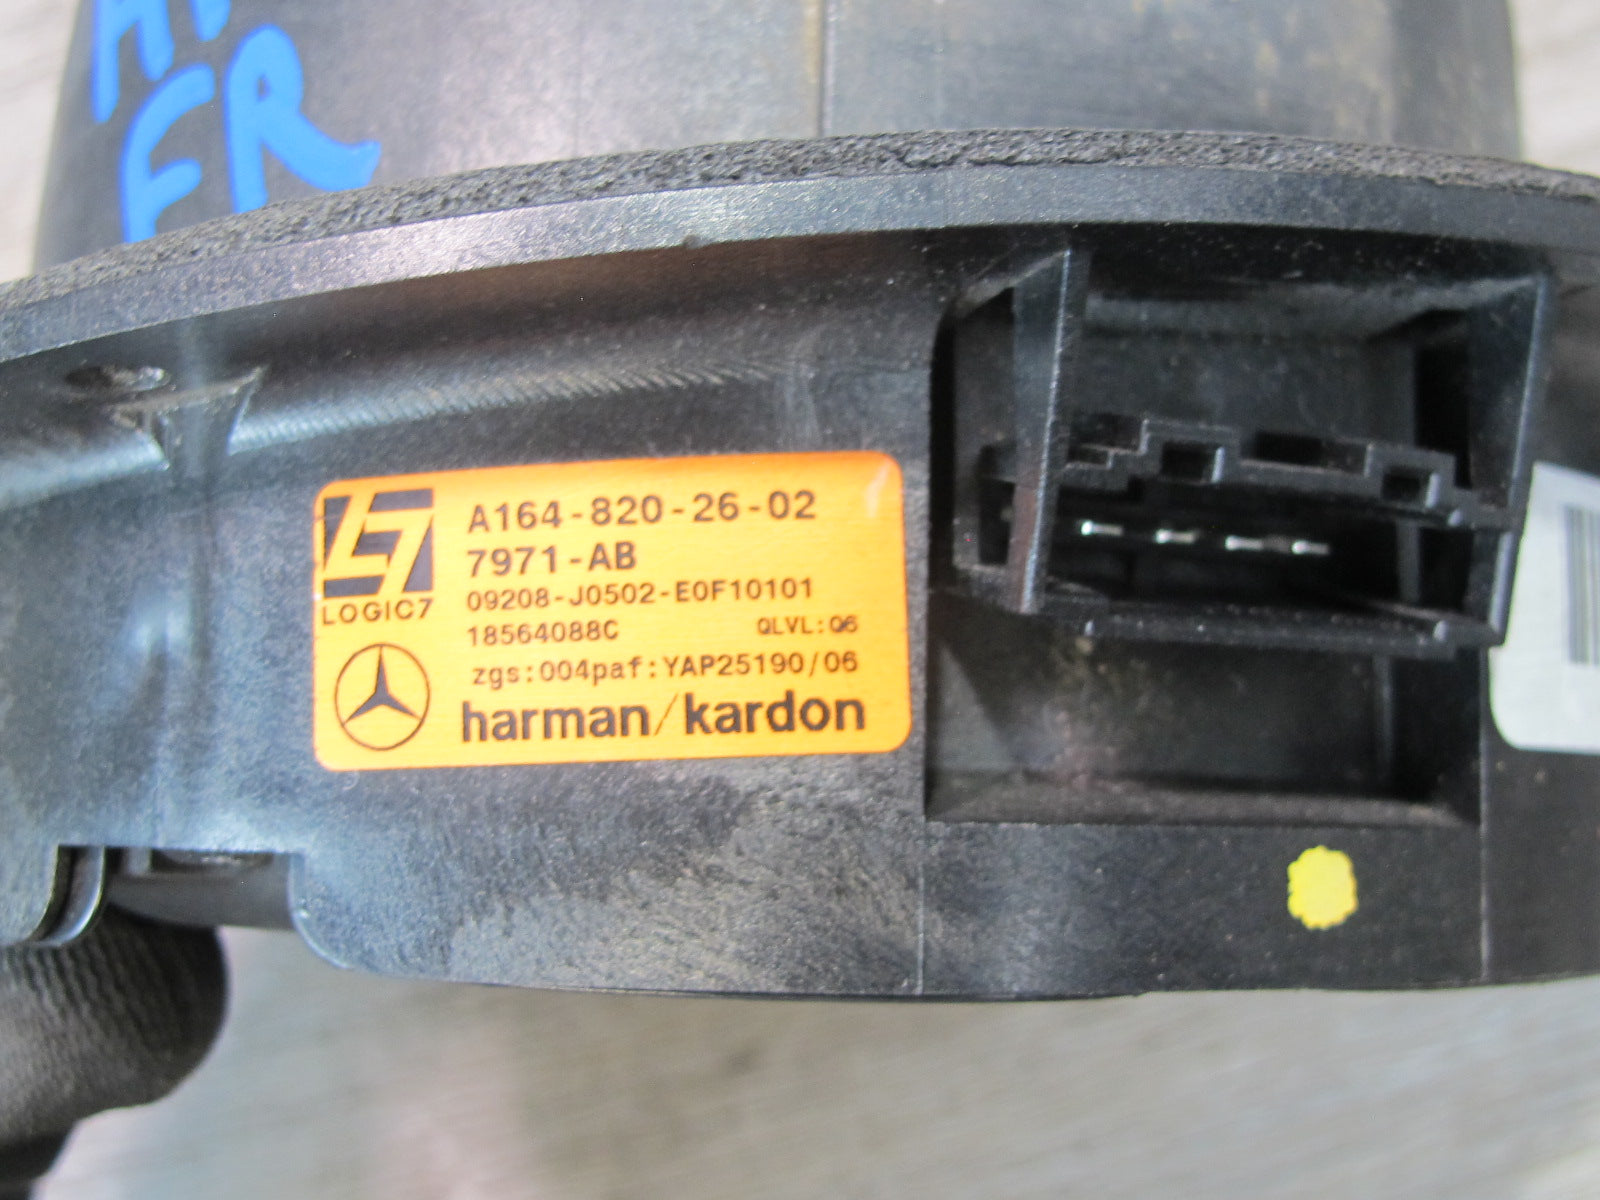 FR
LOGIC7
A164-820-26-02
7971-AB
09208-J0502-E0F10101
18564088C QLVL:Q6
zgs:004paf:YAP25190/06
harman/kardon